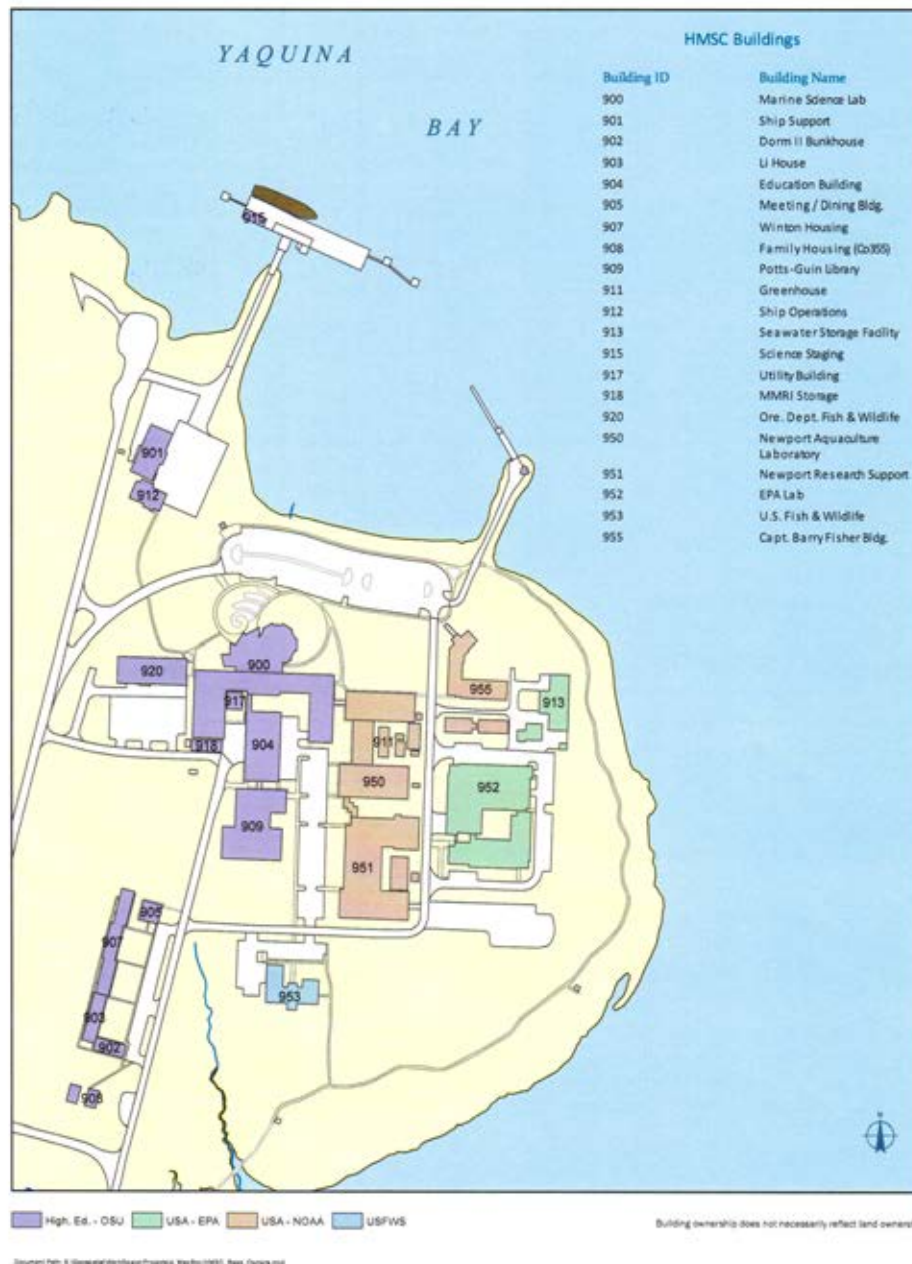 YAQUINA
BAY
HMSC Buildings
Building ID Building Name
900 Marine Science Lab
901 Ship Support
902 Dorm II Bunkhouse
903 Li House
904 Education Building
905 Meeting / Dining Bldg.
907 Winton Housing
908 Family Housing (Co355)
909 Potts-Guin Library
911 Greenhouse
912 Ship Operations
913 Seawater Storage Facility
915 Science Staging
917 Utility Building
918 MMRI Storage
920 Ore. Dept. Fish & Wildlife
950 Newport Aquaculture
Laboratory
951 Newport Research Support
952 EPA Lab
953 U.S. Fish & Wildlife
955 Capt. Barry Fisher Bldg.
915
901
912
900
920
955
913
917
918
904
911
950
952
909
951
905
907
953
903
902
908
N
High. Ed. - OSU USA - EPA USA - NOAA USFWS
Building ownership does not necessarily reflect land owners